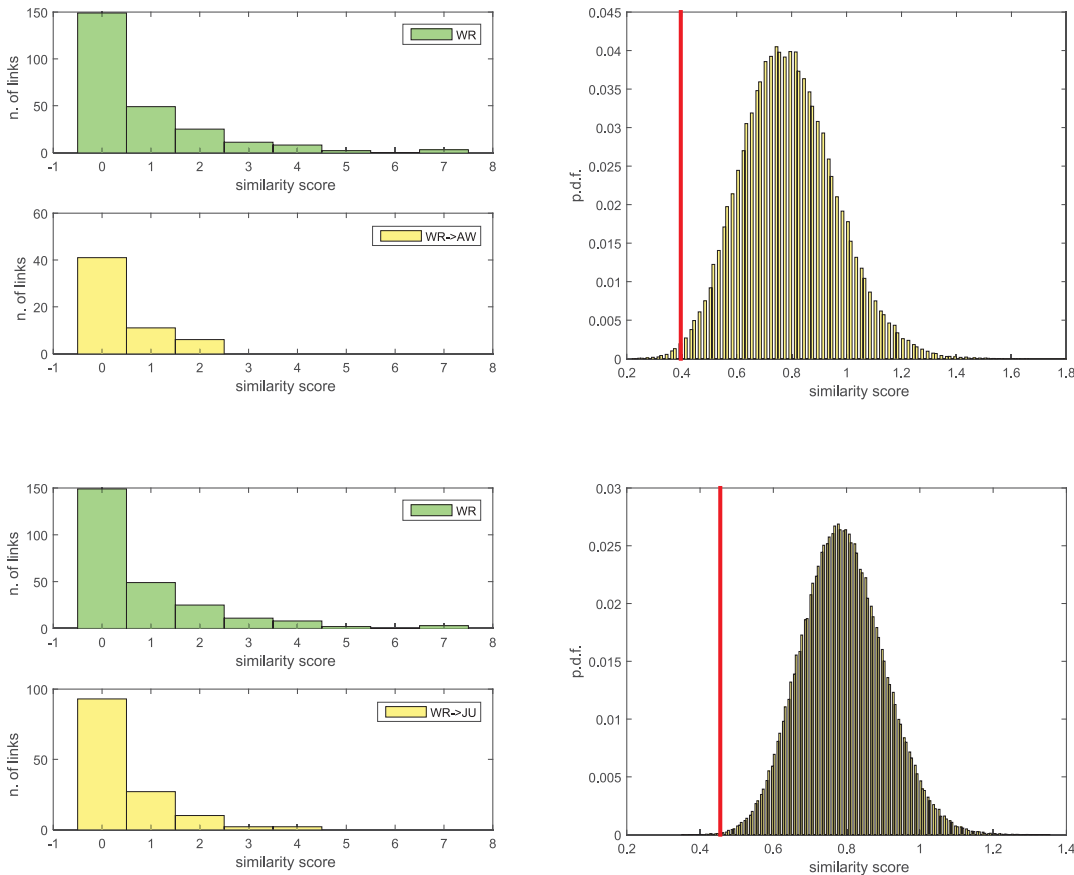 150
100
50
0
n. of links
WR
-1 0 1 2 3 4 5 6 7 8
similarity score
60
40
20
0
n. of links
WR->AW
-1 0 1 2 3 4 5 6 7 8
similarity score
0.045
0.04
0.035
0.03
0.025
0.02
0.015
0.01
0.005
0
p.d.f.
0.2 0.4 0.6 0.8 1 1.2 1.4 1.6 1.8
similarity score
150
100
50
0
n. of links
WR
-1 0 1 2 3 4 5 6 7 8
similarity score
100
50
0
n. of links
WR->JU
-1 0 1 2 3 4 5 6 7 8
similarity score
0.03
0.025
0.02
0.015
0.01
0.005
0
p.d.f.
0.2 0.4 0.6 0.8 1 1.2 1.4
similarity score